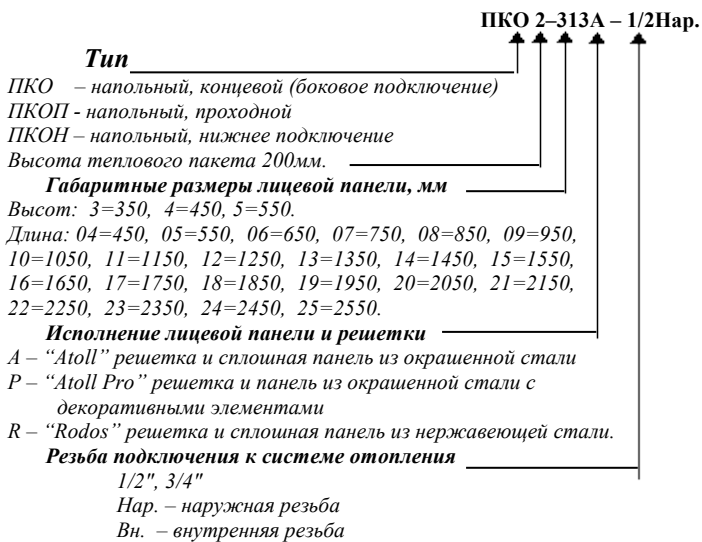 ПКО 2–313А – 1/2Нар.
Тип
ПКО – напольный, концевой (боковое подключение)
ПКОП - напольный, проходной
ПКОН – напольный, нижнее подключение
Высота теплового пакета 200мм.
Габаритные размеры лицевой панели, мм
Высот: 3=350, 4=450, 5=550.
Длина: 04=450, 05=550, 06=650, 07=750, 08=850, 09=950,
10=1050, 11=1150, 12=1250, 13=1350, 14=1450, 15=1550,
16=1650, 17=1750, 18=1850, 19=1950, 20=2050, 21=2150,
22=2250, 23=2350, 24=2450, 25=2550.
Исполнение лицевой панели и решетки
А – “Atoll” решетка и сплошная панель из окрашенной стали
P – “Atoll Pro” решетка и панель из окрашенной стали с
декоративными элементами
R – “Rodos” решетка и сплошная панель из нержавеющей стали.
Резьба подключения к системе отопления
1/2", 3/4"
Нар. – наружная резьба
Вн. – внутренняя резьба